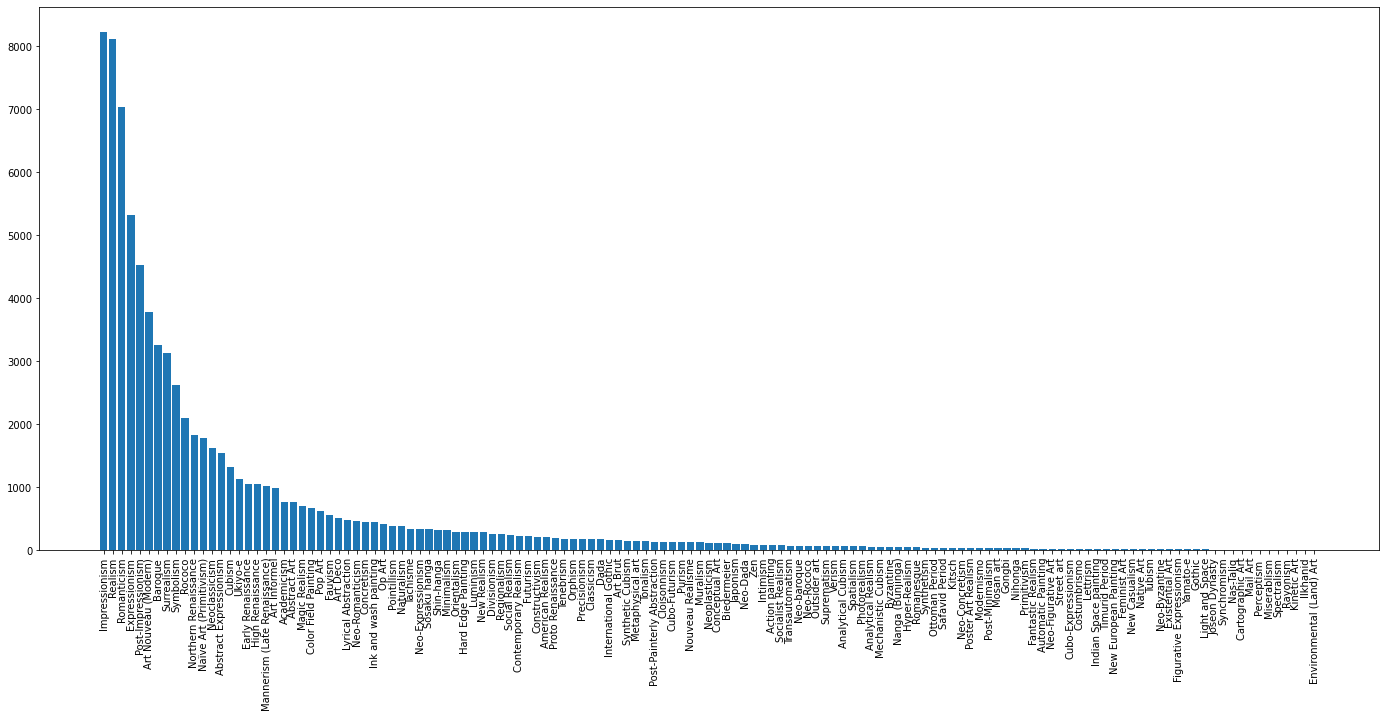 8000
7000
6000
5000
4000
3000
2000
1000
0
Impressionism
Realism
Romanticism
Expressionism
Post-Impressionism
Art Nouveau (Modern)
Baroque
Surrealism
Symbolism
Rococo
Northern Renaissance
Naïve Art (Primitivism)
Neoclassicism
Abstract Expressionism
Cubism
Ukiyo-e
Early Renaissance
High Renaissance
Mannerism (Late Renaissance)
Art Informel
Academicism
Abstract Art
Magic Realism
Color Field Painting
Pop Art
Fauvism
Art Deco
Lyrical Abstraction
Neo-Romanticism
Concretism
Ink and wash painting
Op Art
Pointillism
Naturalism
Tachisme
Neo-Expressionism
Sōsaku hanga
Shin-hanga
Minimalism
Orientalism
Hard Edge Painting
Luminism
New Realism
Divisionism
Regionalism
Social Realism
Contemporary Realism
Futurism
Constructivism
American Realism
Proto Renaissance
Tenebrism
Orphism
Precisionism
Classicism
Dada
International Gothic
Art Brut
Synthetic Cubism
Metaphysical art
Tonalism
Post-Painterly Abstraction
Cloisonnism
Cubo-Futurism
Purism
Nouveau Réalisme
Muralism
Neoplasticism
Conceptual Art
Biedermeier
Japonism
Neo-Dada
Zen
Intimism
Action painting
Socialist Realism
Transautomatism
Neo-baroque
Neo-Rococo
Outsider art
Suprematism
Verism
Analytical Cubism
Spatialism
Photorealism
Analytical Realism
Mechanistic Cubism
Byzantine
Nanga (Bunjinga)
Hyper-Realism
Romanesque
Synthetism
Ottoman Period
Safavid Period
Kitsch
Neo-Concretism
Poster Art Realism
Modernismo
Post-Minimalism
Mosan art
Gongbi
Nihonga
Primitivism
Fantastic Realism
Automatic Painting
Neo-Figurative Art
Naive Art
Street art
Cubo-Expressionism
Costumbrismo
Lettrism
Indian Space painting
Timurid Period
New European Painting
Feminist Art
New Casualism
Native Art
Tubism
Neo-Byzantine
Existential Art
Figurative Expressionism
Yamato-e
Gothic
Light and Space
Joseon Dynasty
Synchromism
Nas-Taliq
Cartographic Art
Mail Art
Perceptism
Miserablism
Spectralism
Rayonism
Kinetic Art
Ilkhanid
Environmental (Land) Art